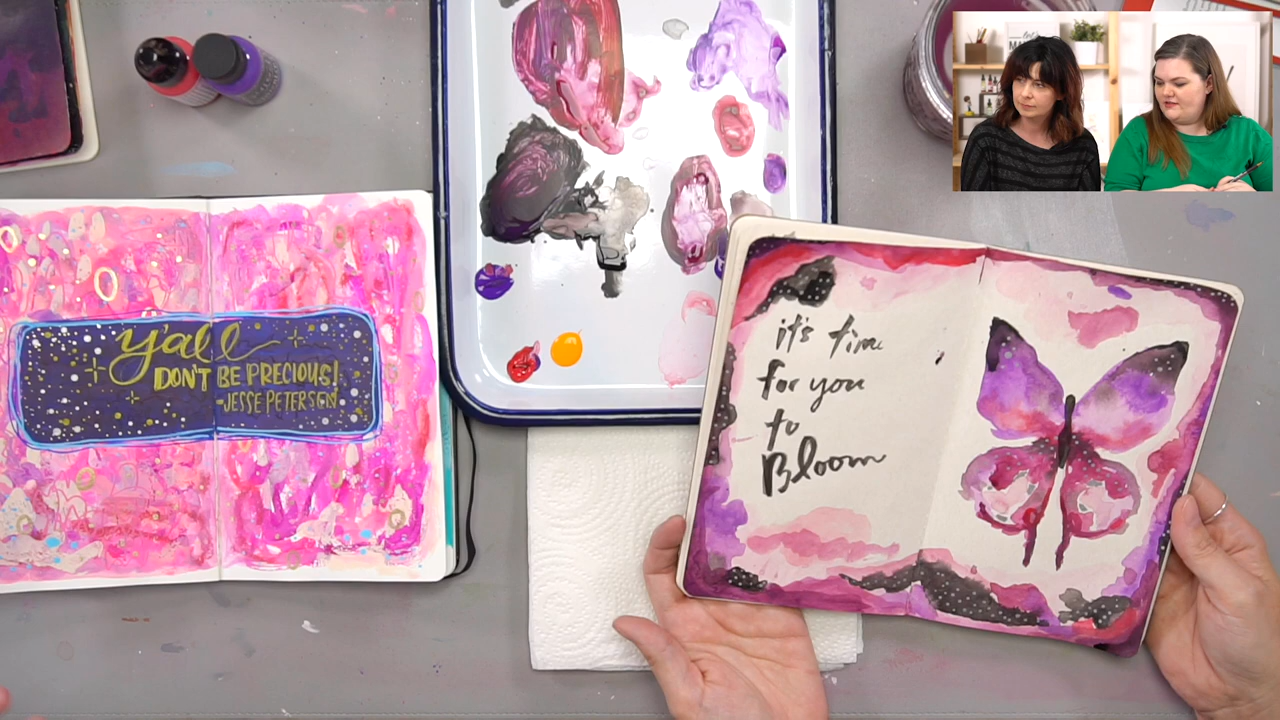 y'all
DON'T BE PRECIOUS!
-JESSE PETERSEN
it's time
for you
to
Bloom